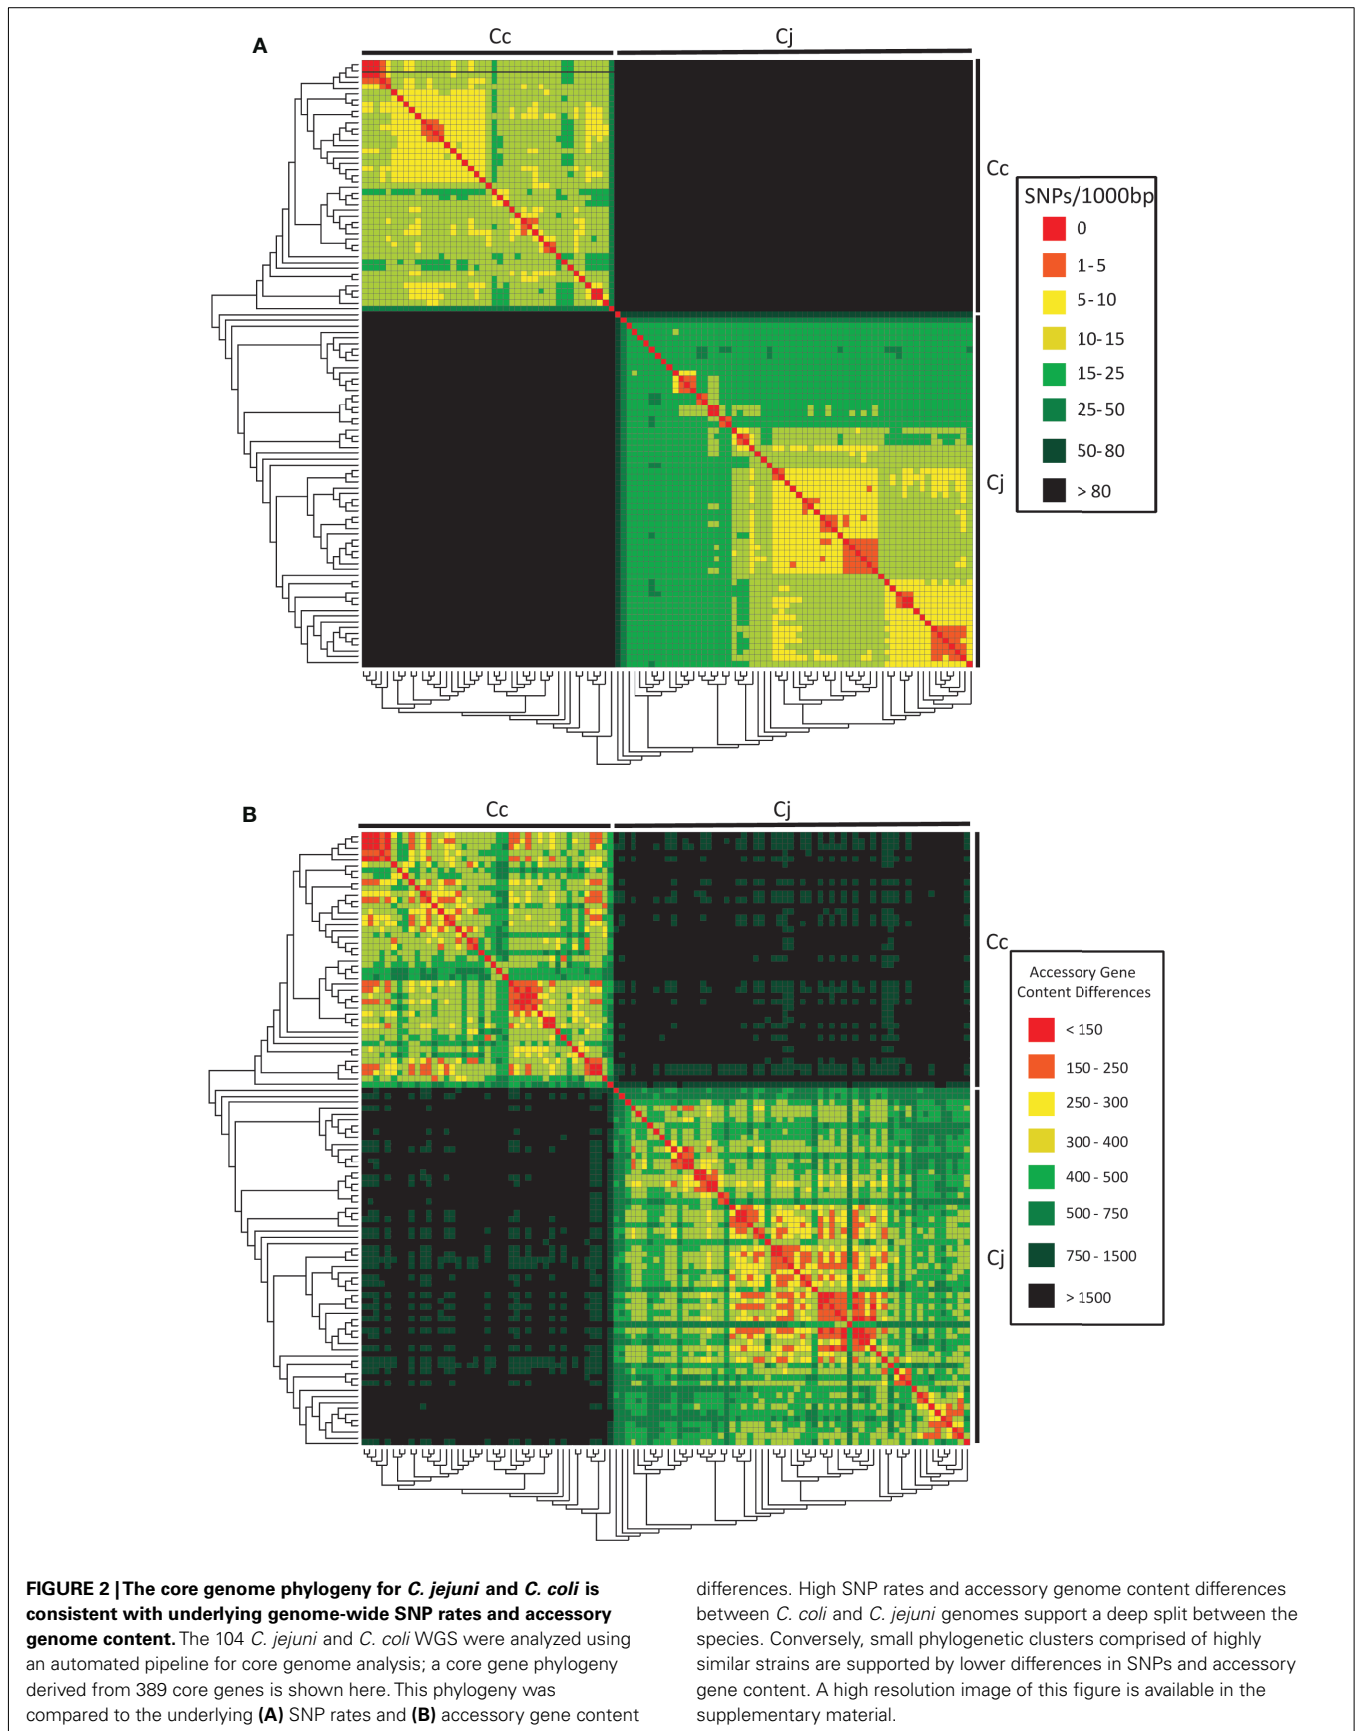 A
Cc
Cj
Cc
Cj
SNPs/1000bp
0
1-5
5-10
10-15
15-25
25-50
50-80
> 80
B
Cc
Cj
Cc
Cj
Accessory Gene
Content Differences
< 150
150 - 250
250 - 300
300 - 400
400 - 500
500 - 750
750 - 1500
> 1500
FIGURE 2 | The core genome phylogeny for C. jejuni and C. coli is
consistent with underlying genome-wide SNP rates and accessory
genome content. The 104 C. jejuni and C. coli WGS were analyzed using
an automated pipeline for core genome analysis; a core gene phylogeny
derived from 389 core genes is shown here. This phylogeny was
compared to the underlying (A) SNP rates and (B) accessory gene content
differences. High SNP rates and accessory genome content differences
between C. coli and C. jejuni genomes support a deep split between the
species. Conversely, small phylogenetic clusters comprised of highly
similar strains are supported by lower differences in SNPs and accessory
gene content. A high resolution image of this figure is available in the
supplementary material.